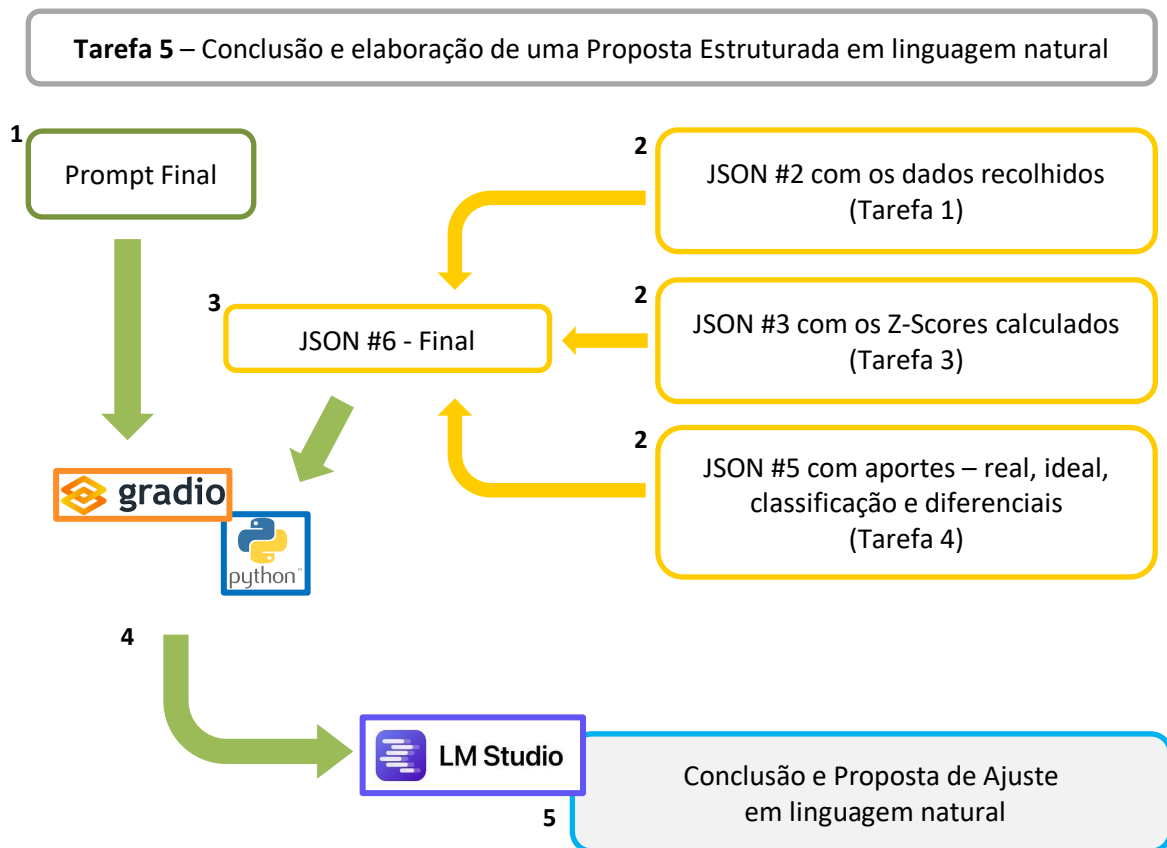 Tarefa 5 – Conclusão e elaboração de uma Proposta Estruturada em linguagem natural
1
Prompt Final
2
JSON #2 com os dados recolhidos
(Tarefa 1)
3
JSON #6 - Final
2
JSON #3 com os Z-Scores calculados
(Tarefa 3)
2
JSON #5 com aportes – real, ideal,
classificação e diferenciais
(Tarefa 4)
gradio
python™
4
LM Studio
5
Conclusão e Proposta de Ajuste
em linguagem natural